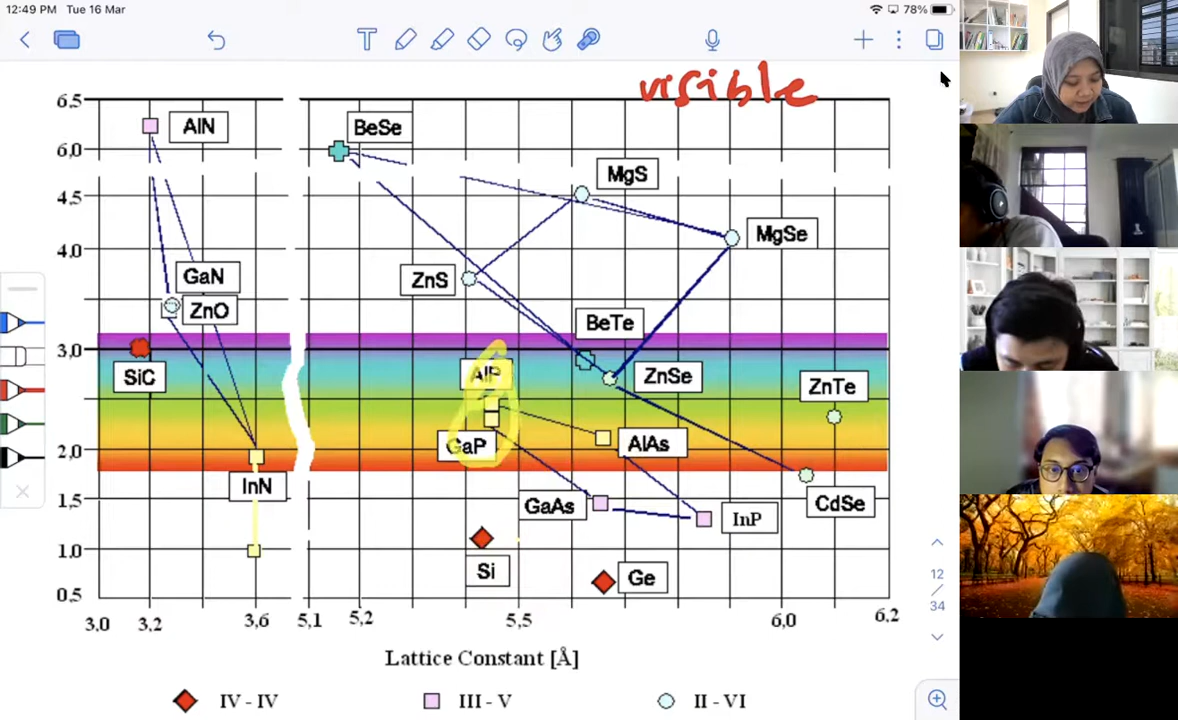 12:49 PM Tue 16 Mar
78%
visible
6.5
6.0
4.5
4.0
3.0
2.0
1.5
1.0
0.5
AlN
BeSe
MgS
MgSe
GaN
ZnS
ZnO
BeTe
SiC
AlP
ZnSe
ZnTe
GaP
AlAs
InN
GaAs
InP
CdSe
Si
Ge
3,0 3,2 3,6 5,1 5,2 5,5 6,0 6,2
Lattice Constant [Å]
IV - IV III - V II - VI
12
/
34